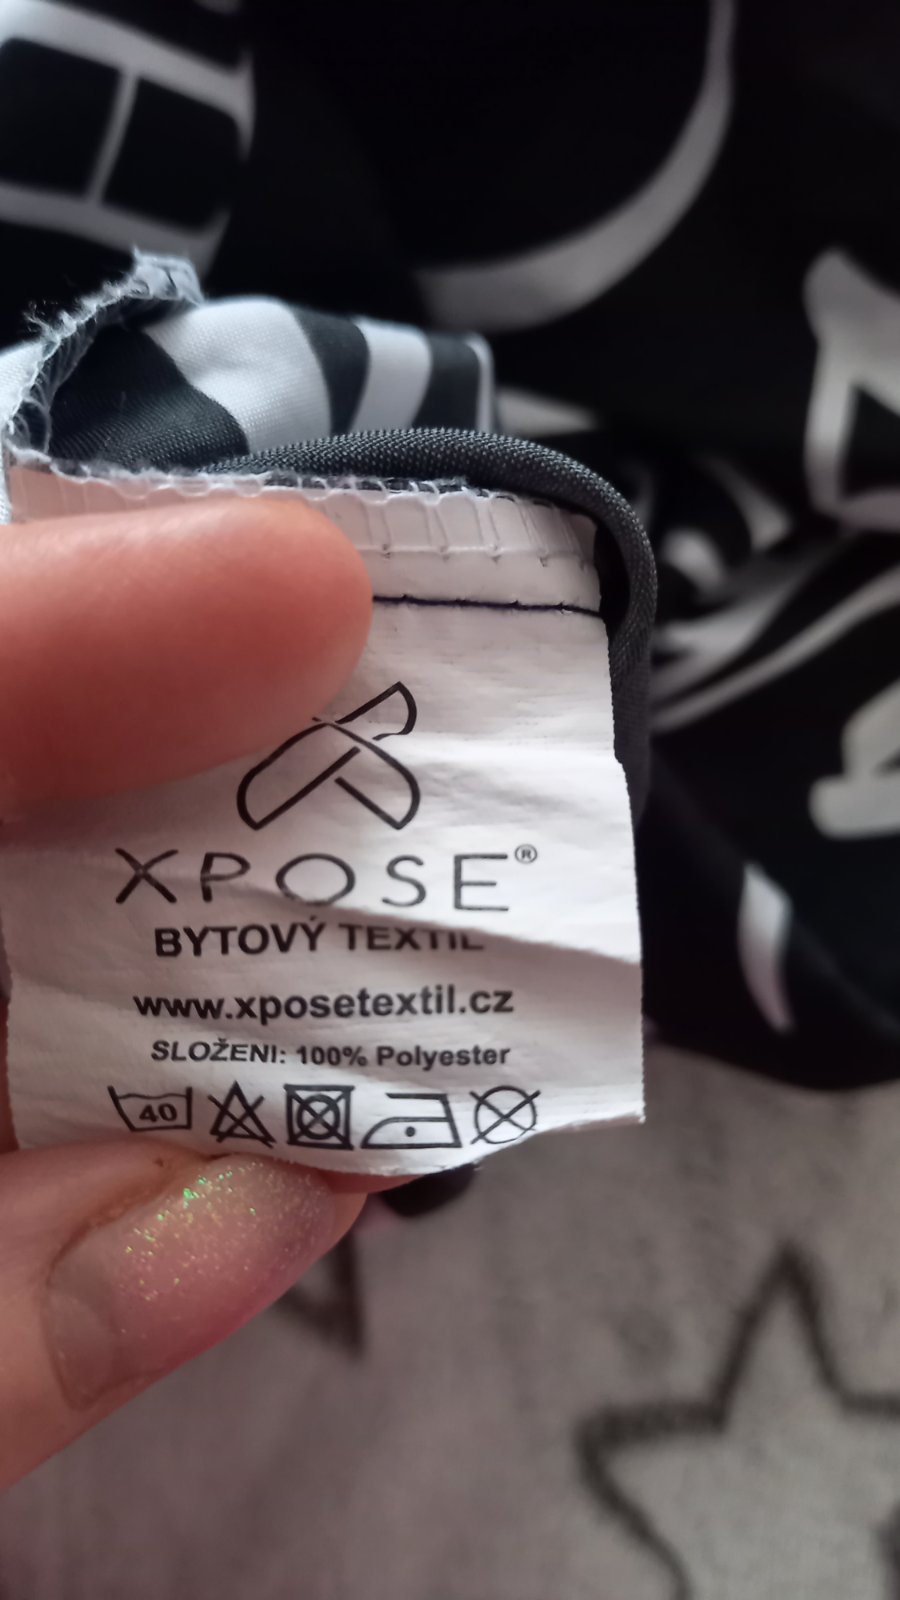 XPOSE®
BYTOVÝ TEXTIL
www.xposetextil.cz
SLOŽENI: 100% Polyester
40